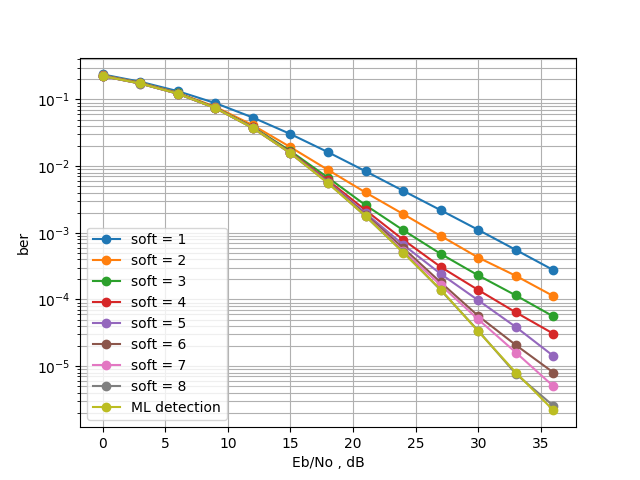 10⁻¹
10⁻²
10⁻³
10⁻⁴
10⁻⁵
ber
soft = 1
soft = 2
soft = 3
soft = 4
soft = 5
soft = 6
soft = 7
soft = 8
ML detection
0 5 10 15 20 25 30 35
Eb/No , dB